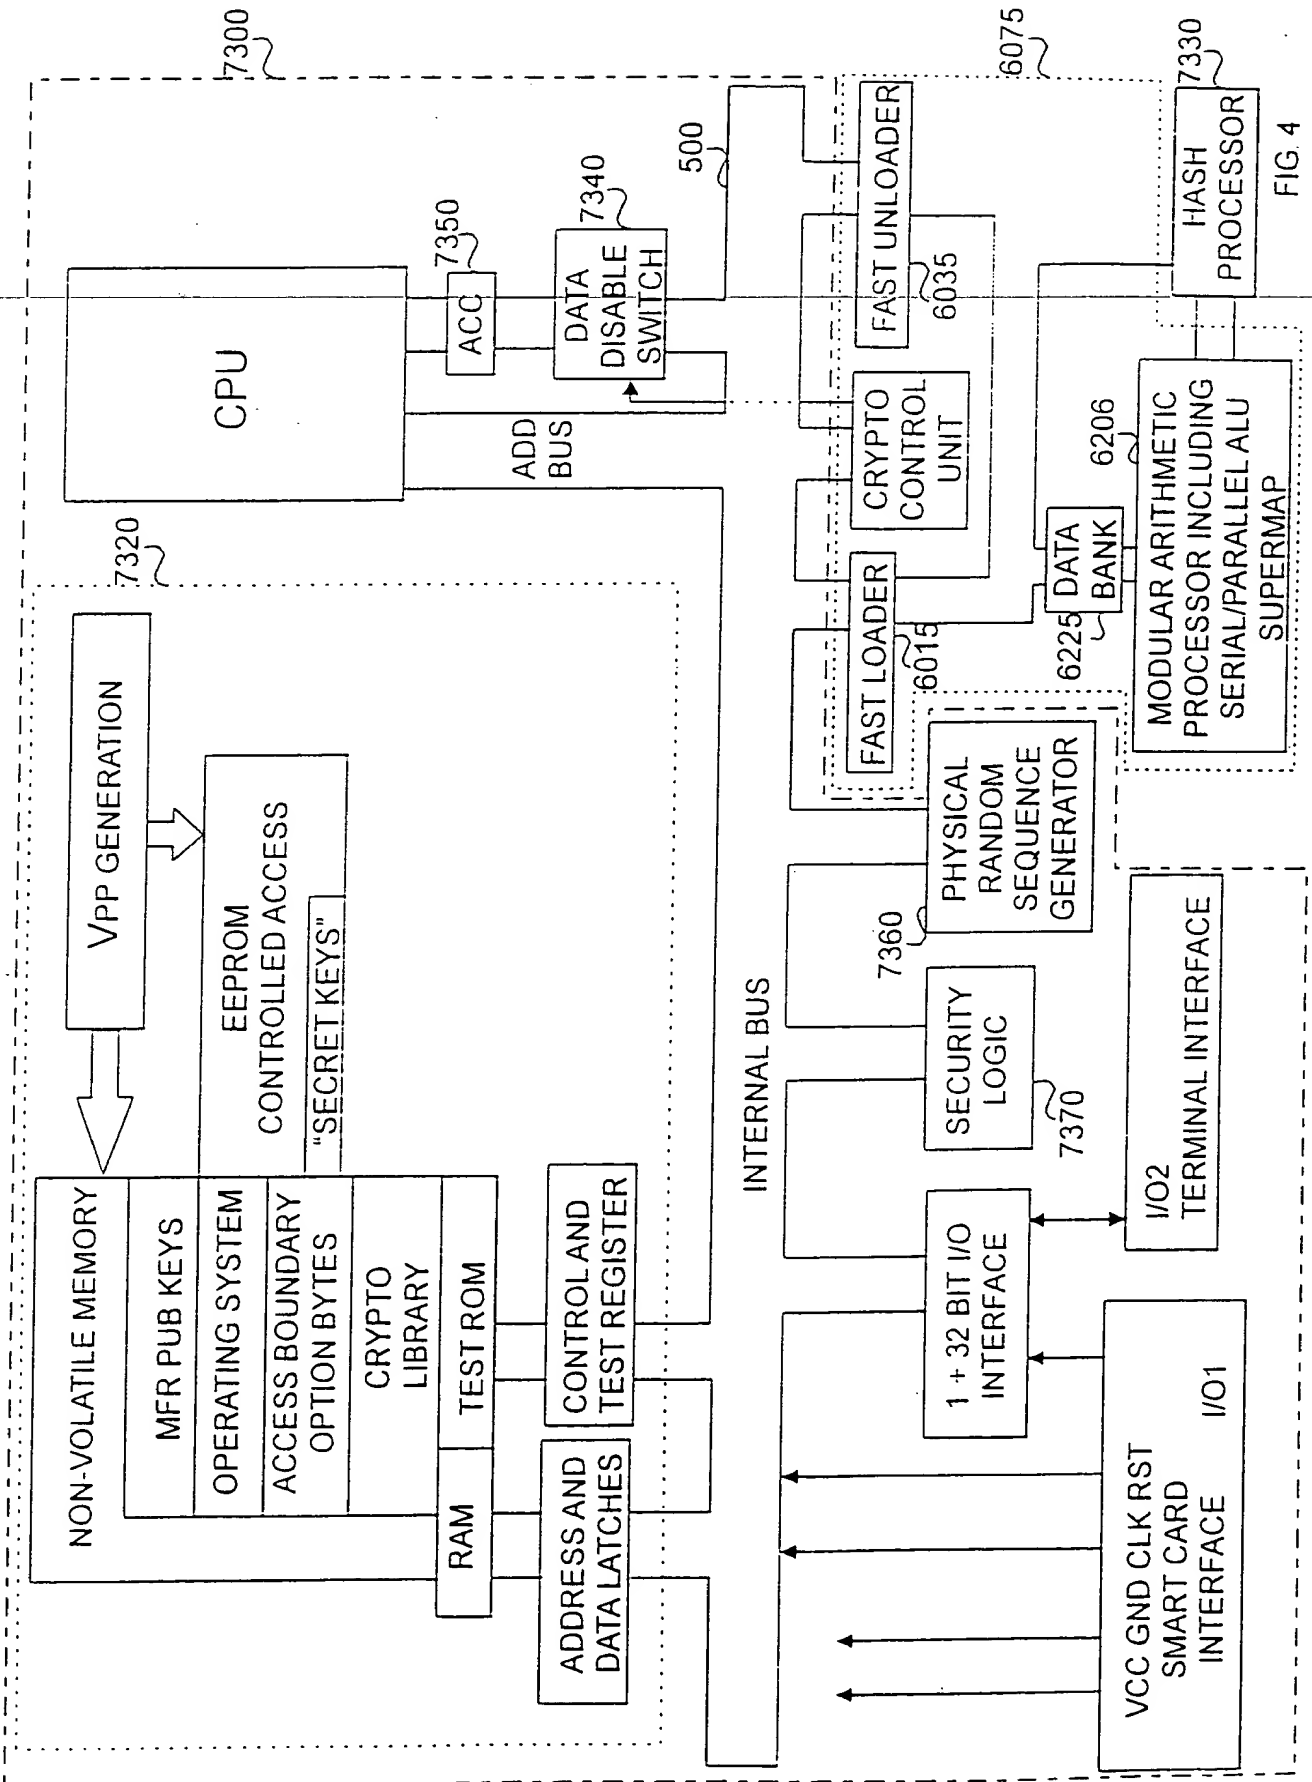 7300
7320
VPP GENERATION
NON-VOLATILE MEMORY
MFR PUB KEYS
OPERATING SYSTEM
ACCESS BOUNDARY
OPTION BYTES
CRYPTO
LIBRARY
RAM
TEST ROM
EEPROM
CONTROLLED ACCESS
"SECRET KEYS"
ADDRESS AND
DATA LATCHES
CONTROL AND
TEST REGISTER
CPU
ADD
BUS
ACC
7350
DATA
DISABLE
SWITCH
7340
500
INTERNAL BUS
1 + 32 BIT I/O
INTERFACE
SECURITY
LOGIC
7370
PHYSICAL
RANDOM
SEQUENCE
GENERATOR
7360
FAST LOADER
6015
CRYPTO
CONTROL
UNIT
FAST UNLOADER
6035
6075
DATA
BANK
6225
MODULAR ARITHMETIC
PROCESSOR INCLUDING
SERIAL/PARALLEL ALU
SUPERMAP
6206
HASH
PROCESSOR
7330
VCC GND CLK RST
SMART CARD
INTERFACE
I/O1
I/O2
TERMINAL INTERFACE
FIG. 4